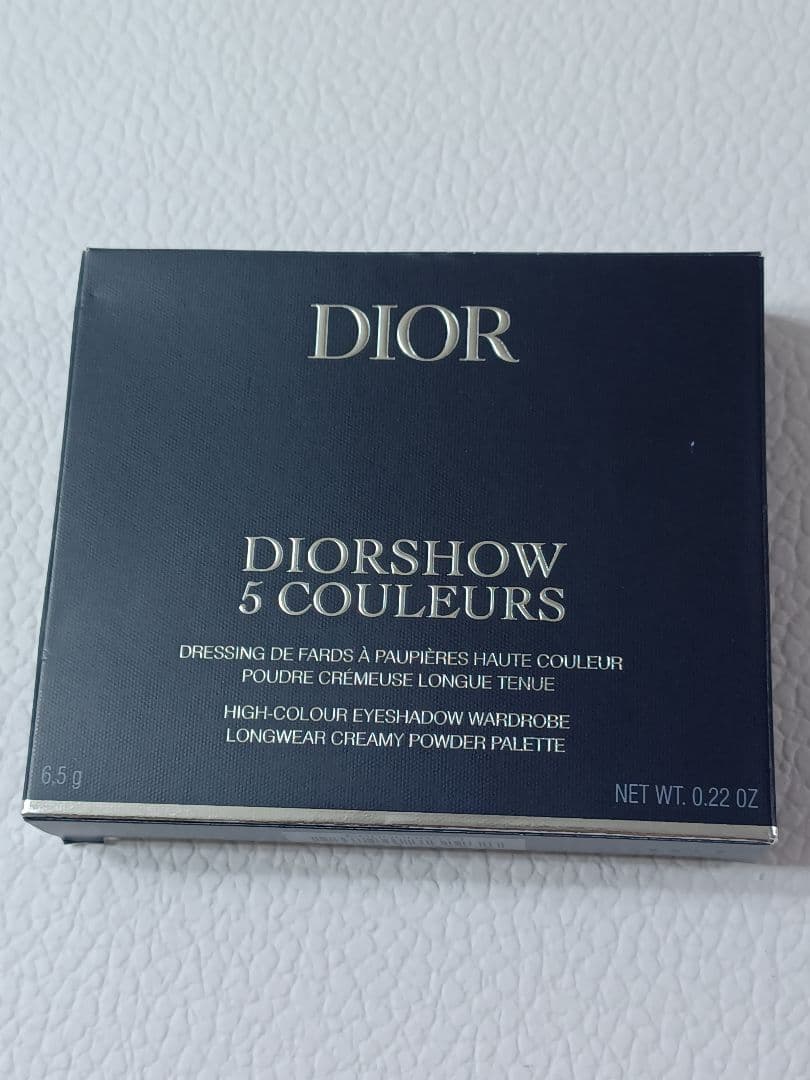 DIOR
DIORSHOW
5 COULEURS
DRESSING DE FARDS À PAUPIÈRES HAUTE COULEUR
POUDRE CRÉMEUSE LONGUE TENUE
HIGH-COLOUR EYESHADOW WARDROBE
LONGWEAR CREAMY POWDER PALETTE
6.5 g
NET WT. 0.22 OZ